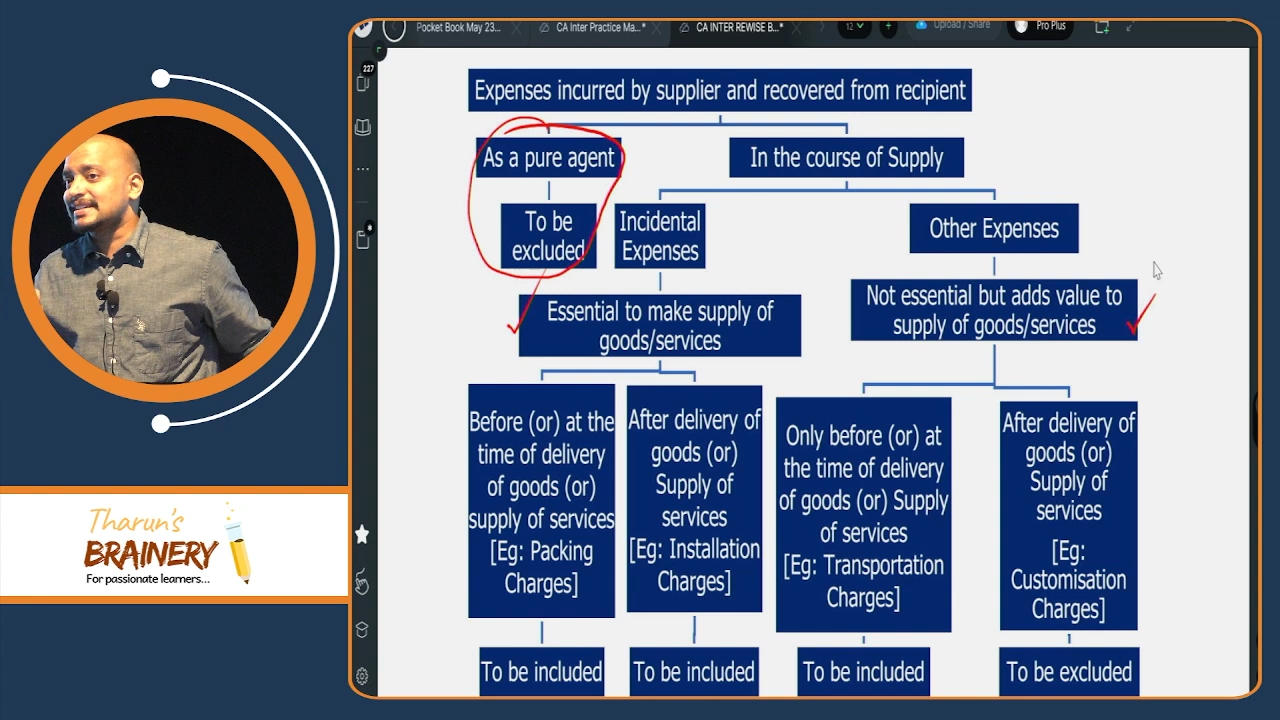 Pocket Book May 23...
CA Inter Practice Ma...*
CA INTER REWISE B...*
12
Upload / Share
Pro Plus
227
Expenses incurred by supplier and recovered from recipient
As a pure agent
In the course of Supply
To be
excluded
Incidental
Expenses
Other Expenses
Essential to make supply of
goods/services
Not essential but adds value to
supply of goods/services
Before (or) at the
time of delivery
of goods (or)
supply of services
[Eg: Packing
Charges]
After delivery of
goods (or)
Supply of
services
[Eg: Installation
Charges]
Only before (or) at
the time of delivery
of goods (or) Supply
of services
[Eg: Transportation
Charges]
After delivery of
goods (or)
Supply of
services
[Eg:
Customisation
Charges]
To be included
To be included
To be included
To be excluded
Tharun's
BRAINERY
For passionate learners...